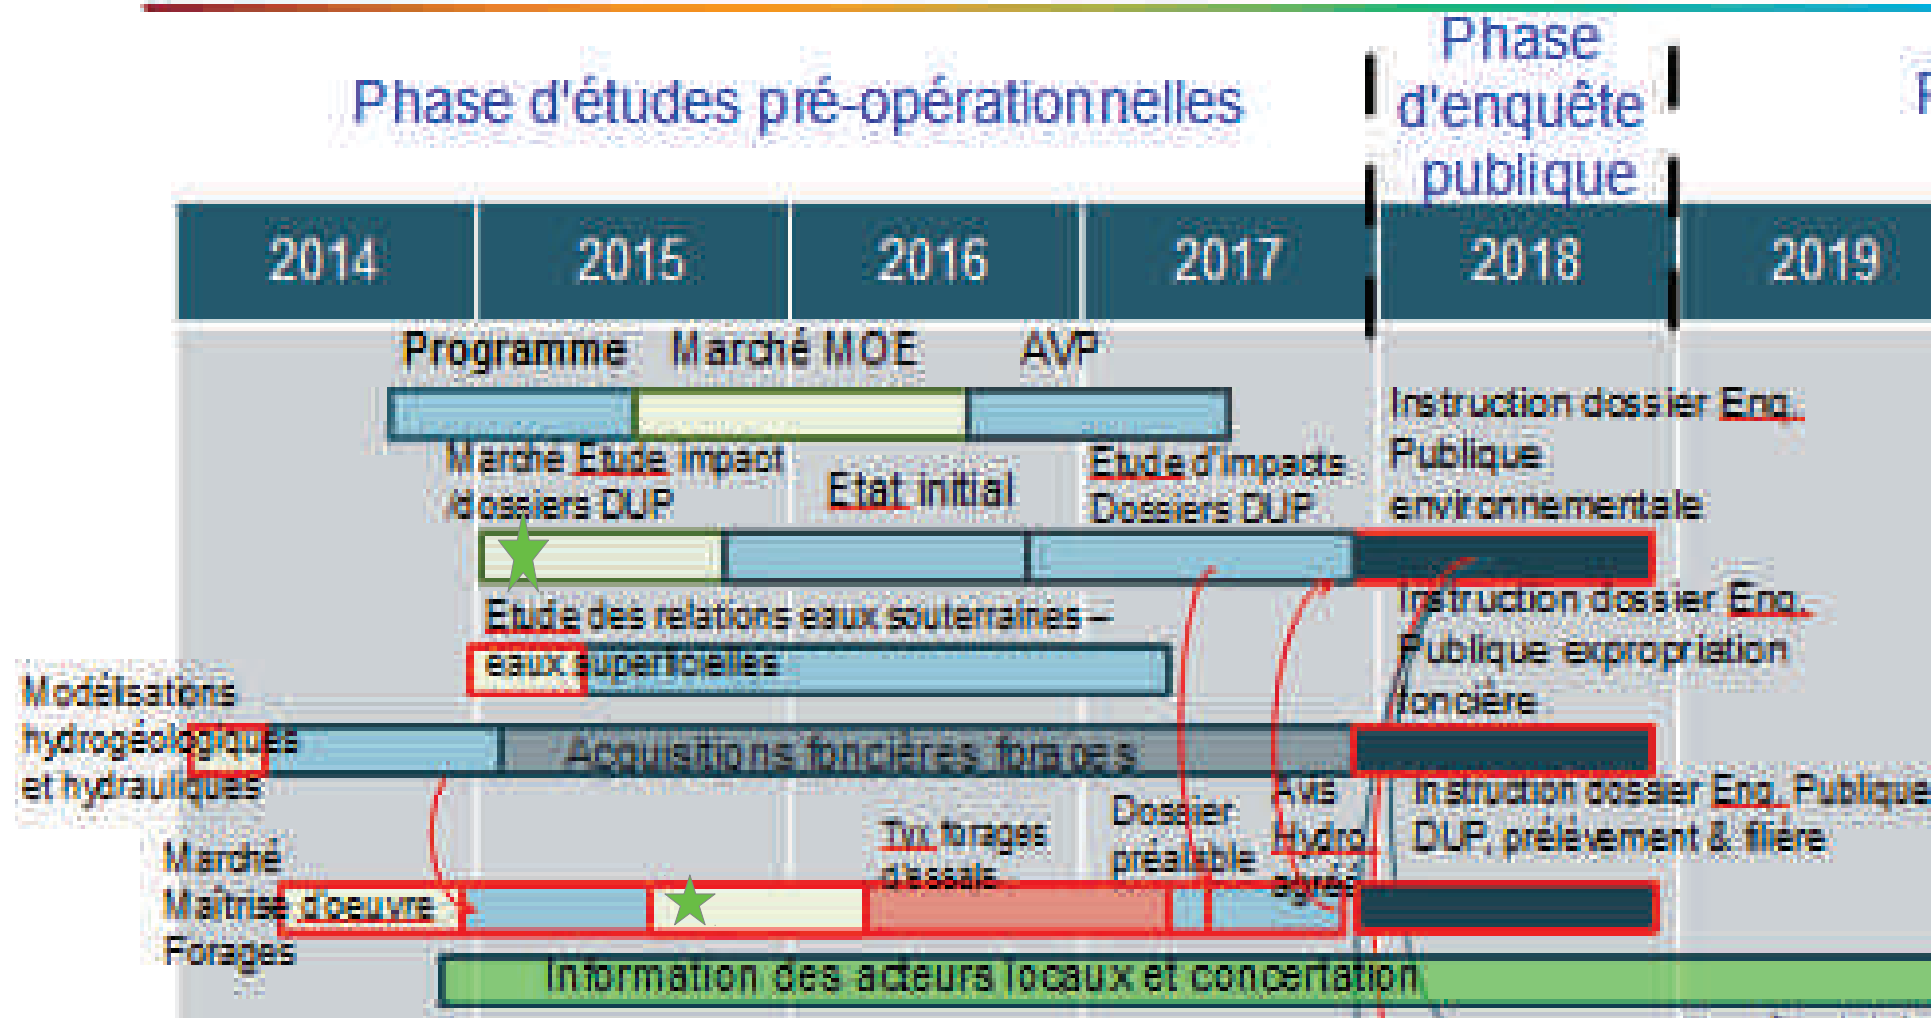 Phase d'études pré-opérationnelles
Phase
d'enquête
publique
2014
2015
2016
2017
2018
2019
Programme
Marché MOE
AVP
Marché Etude impact
/dossiers DUP
Etat initial
Etude d'impacts
Dossiers DUP
Instruction dossier Enq.
Publique
environnementale
Etude des relations eaux souterraines –
eaux superficielles
Instruction dossier Enq.
Publique expropriation
foncière
Modélisations
hydrogéologiques
et hydrauliques
Acquisitions foncières forages
Marché
Maîtrise d'oeuvre
Forages
Tvx forages
d'essais
Dossier
préalable
Avis
Hydro
agréé
Instruction dossier Enq. Publique
DUP, prélèvement & filière
Information des acteurs locaux et concertation